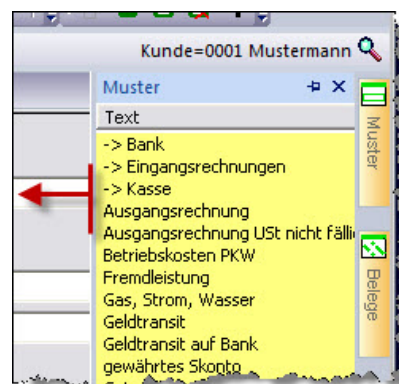 Kunde=0001 Mustermann
Muster
Text
-> Bank
-> Eingangsrechnungen
-> Kasse
Ausgangsrechnung
Ausgangsrechnung USt nicht fälli
Betriebskosten PKW
Fremdleistung
Gas, Strom, Wasser
Geldtransit
Geldtransit auf Bank
gewährtes Skonto
Muster
Belege